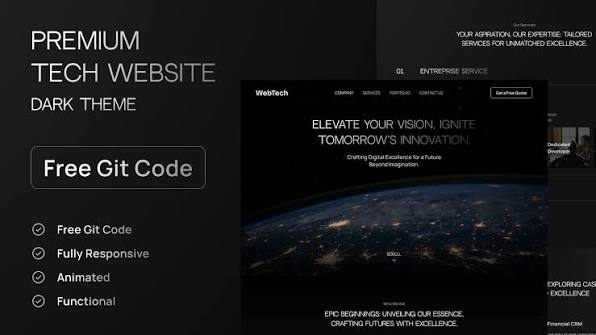 PREMIUM
TECH WEBSITE
DARK THEME
Free Git Code
Free Git Code
Fully Responsive
Animated
Functional
WebTech
COMPANY SERVICES PORTFOLIO CONTACT US
Get a Free Quote
ELEVATE YOUR VISION, IGNITE
TOMORROW'S INNOVATION.
Crafting Digital Excellence for a Future
Beyond Imagination.
SCROLL
EPIC BEGINNINGS: UNVEILING OUR ESSENCE.
CRAFTING FUTURES WITH EXCELLENCE.
Our Services
YOUR ASPIRATION, OUR EXPERTISE: TAILORED
SERVICES FOR UNMATCHED EXCELLENCE.
01 ENTREPRISE SERVICE
Dedicated
Developer
EXPLORING CAS
EXCELLENCE
Financial CRM